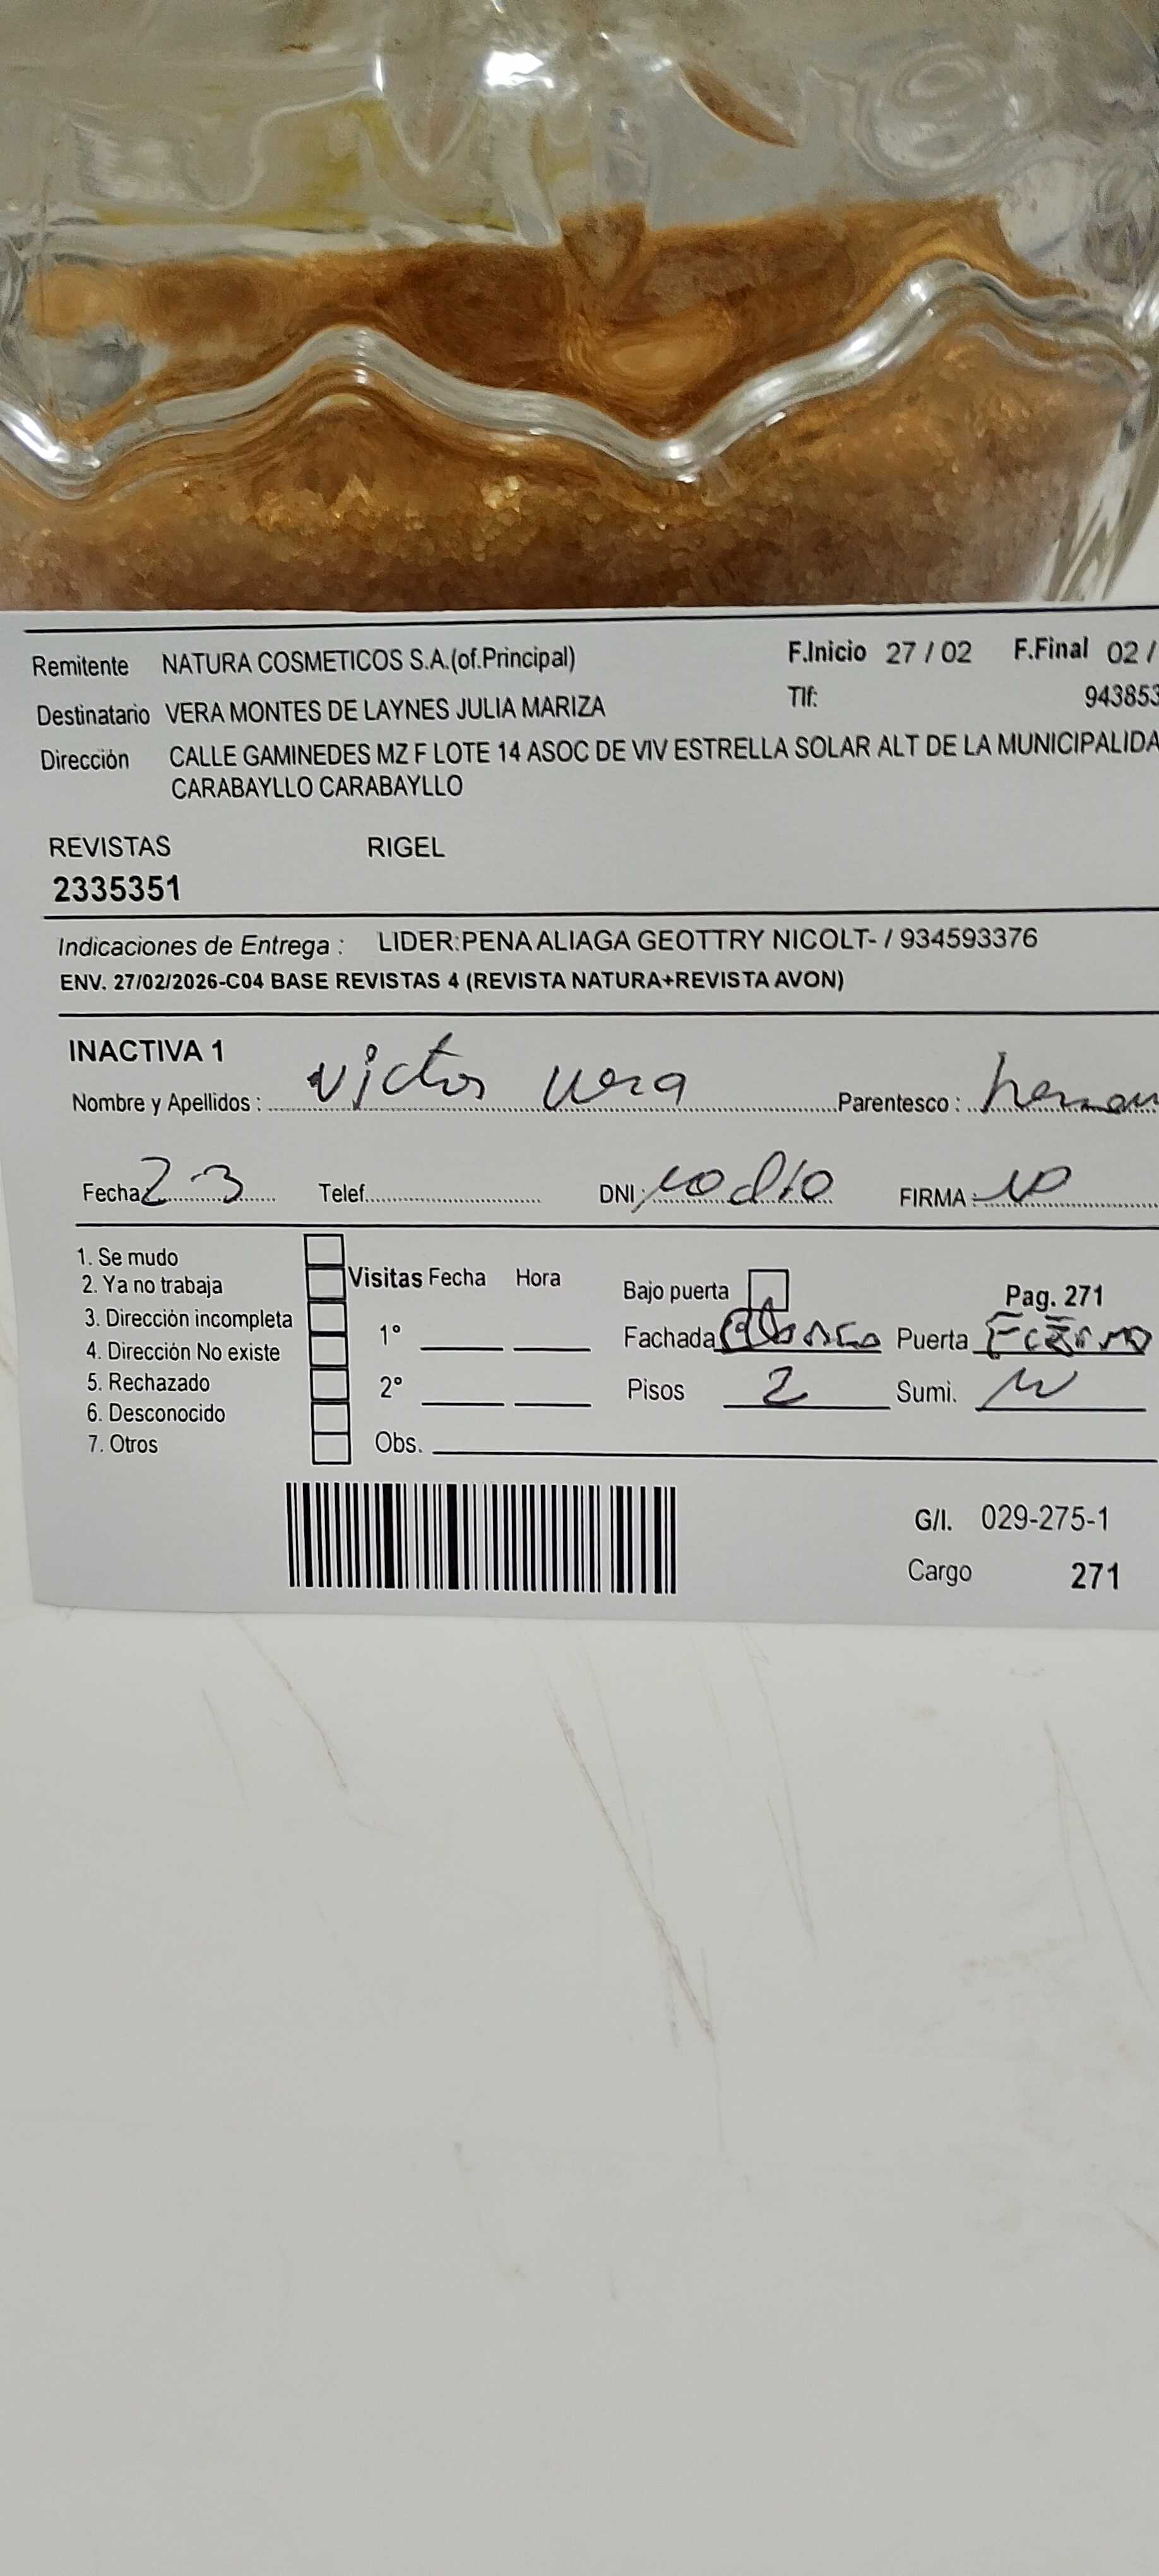 Remitente NATURA COSMETICOS S.A.(of.Principal) F.Inicio 27 / 02 F.Final 02 /
Destinatario VERA MONTES DE LAYNES JULIA MARIZA Tlf: 943853
Dirección CALLE GAMINEDES MZ F LOTE 14 ASOC DE VIV ESTRELLA SOLAR ALT DE LA MUNICIPALIDA
CARABAYLLO CARABAYLLO
REVISTAS RIGEL
2335351
Indicaciones de Entrega : LIDER:PENA ALIAGA GEOTTRY NICOLT- / 934593376
ENV. 27/02/2026-C04 BASE REVISTAS 4 (REVISTA NATURA+REVISTA AVON)
INACTIVA 1
Nombre y Apellidos : victor vera Parentesco : herman
Fecha 2-3 Telef. DNI: no dio FIRMA : no
1. Se mudo
2. Ya no trabaja Visitas Fecha Hora Bajo puerta Pag. 271
3. Dirección incompleta 1° Fachada Puerta
4. Dirección No existe
5. Rechazado 2° Pisos 2 Sumi.
6. Desconocido
7. Otros Obs.
G/I. 029-275-1
Cargo 271